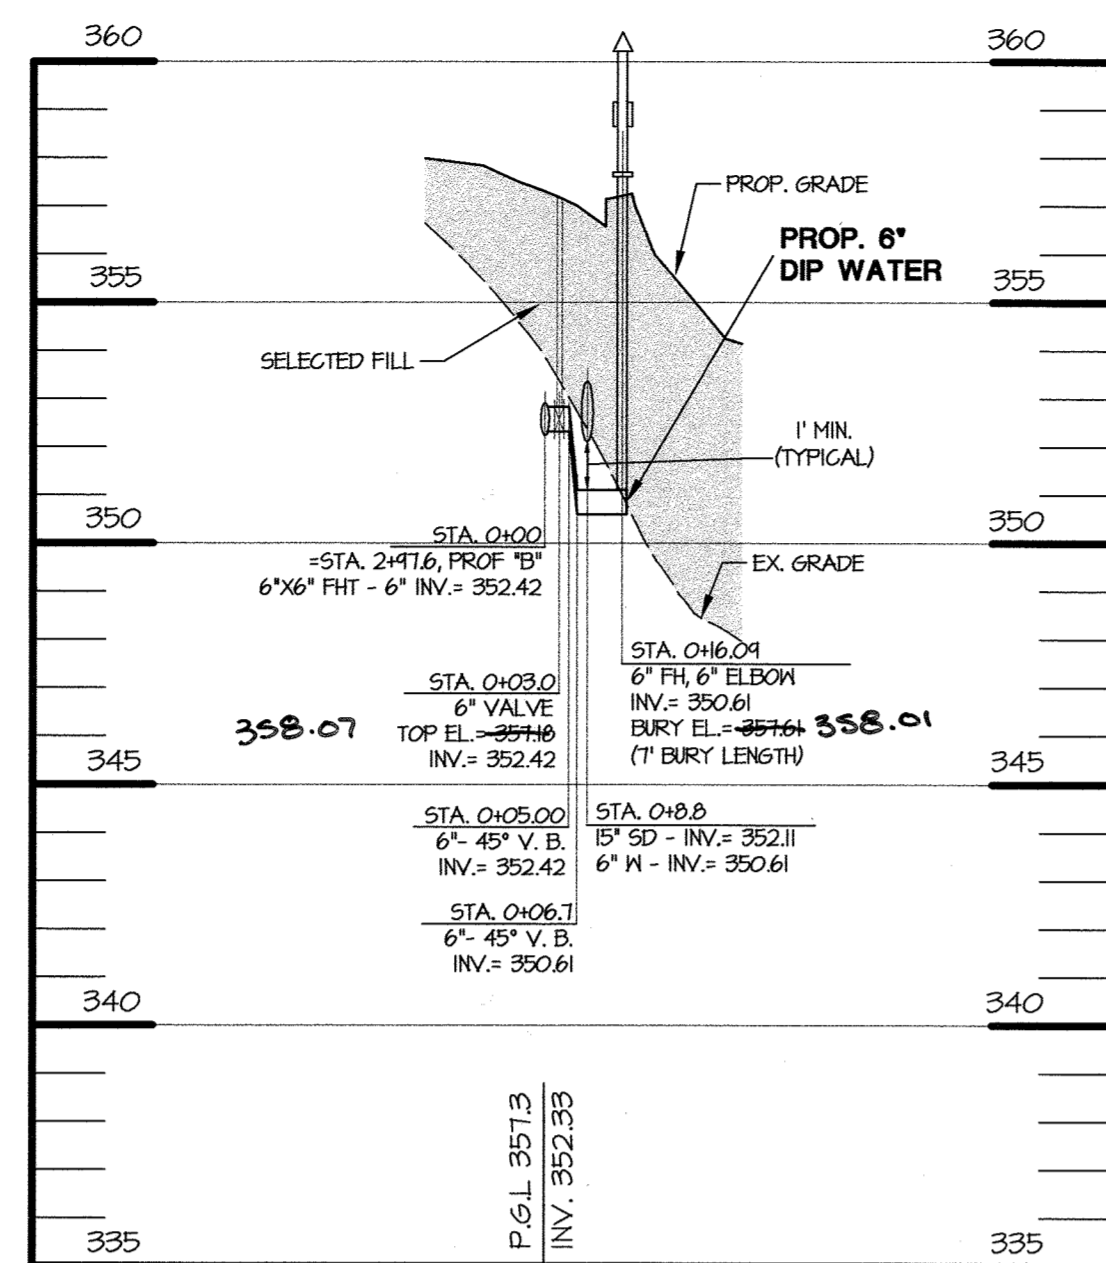 360
360
PROP. GRADE
PROP. 6"
DIP WATER
355
355
SELECTED FILL
1' MIN.
(TYPICAL)
350
350
STA. 0+00
=STA. 2+97.6, PROF "B"
6"X6" FHT - 6" INV.= 352.42
EX. GRADE
STA. 0+16.09
6" FH, 6" ELBOW
INV.= 350.61
BURY EL.= 357.61 358.01
(7' BURY LENGTH)
STA. 0+03.0
6" VALVE
358.07 TOP EL.= 357.18
INV.= 352.42
345
345
STA. 0+05.00
6"- 45° V. B.
INV.= 352.42
STA. 0+8.8
15" SD - INV.= 352.11
6" W - INV.= 350.61
STA. 0+06.7
6"- 45° V. B.
INV.= 350.61
340
340
P.G.L 357.3
INV. 352.33
335
335